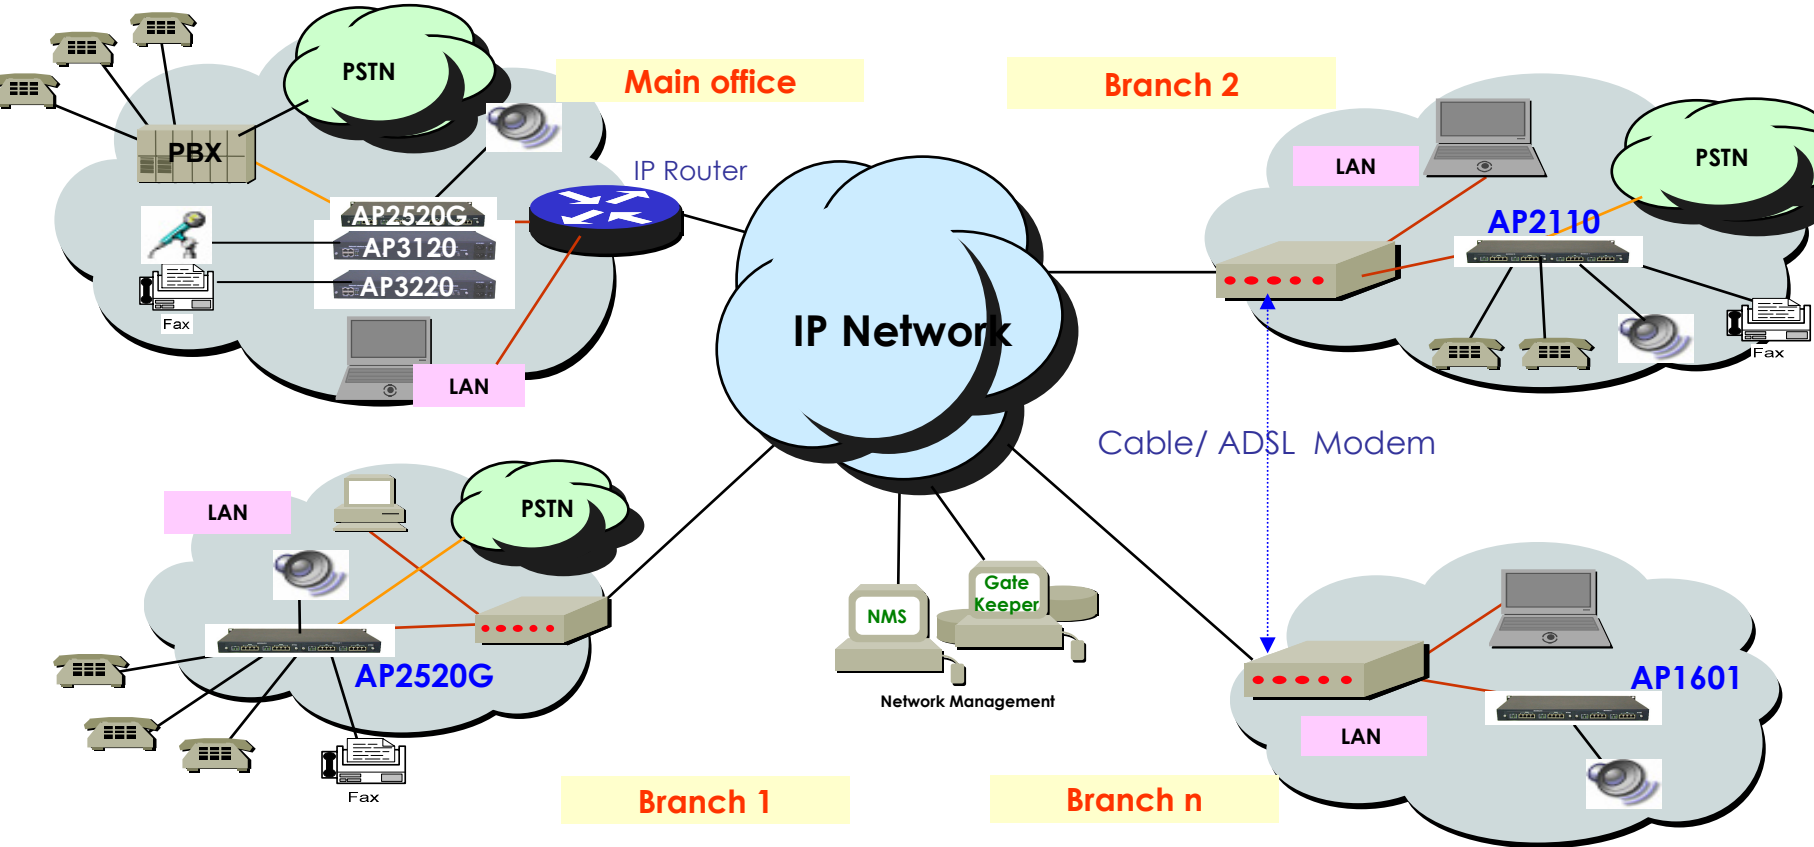 PSTN
Main office
Branch 2
PBX
IP Router
LAN
PSTN
AP2520G
AP3120
AP3220
AP2110
Fax
IP Network
LAN
Fax
Cable/ ADSL  Modem
LAN
PSTN
Gate
Keeper
NMS
AP2520G
AP1601
Network Management
LAN
Fax
Branch 1
Branch n